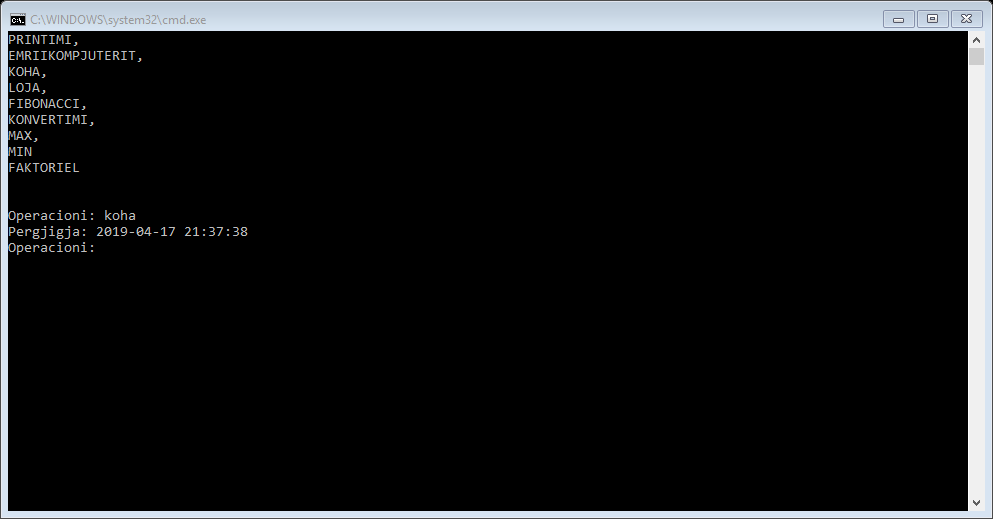 C:\WINDOWS\system32\cmd.exe
PRINTIMI,
EMRIIKOMPJUTERIT,
KOHA,
LOJA,
FIBONACCI,
KONVERTIMI,
MAX,
MIN
FAKTORIEL
Operacioni: koha
Pergjigja: 2019-04-17 21:37:38
Operacioni: